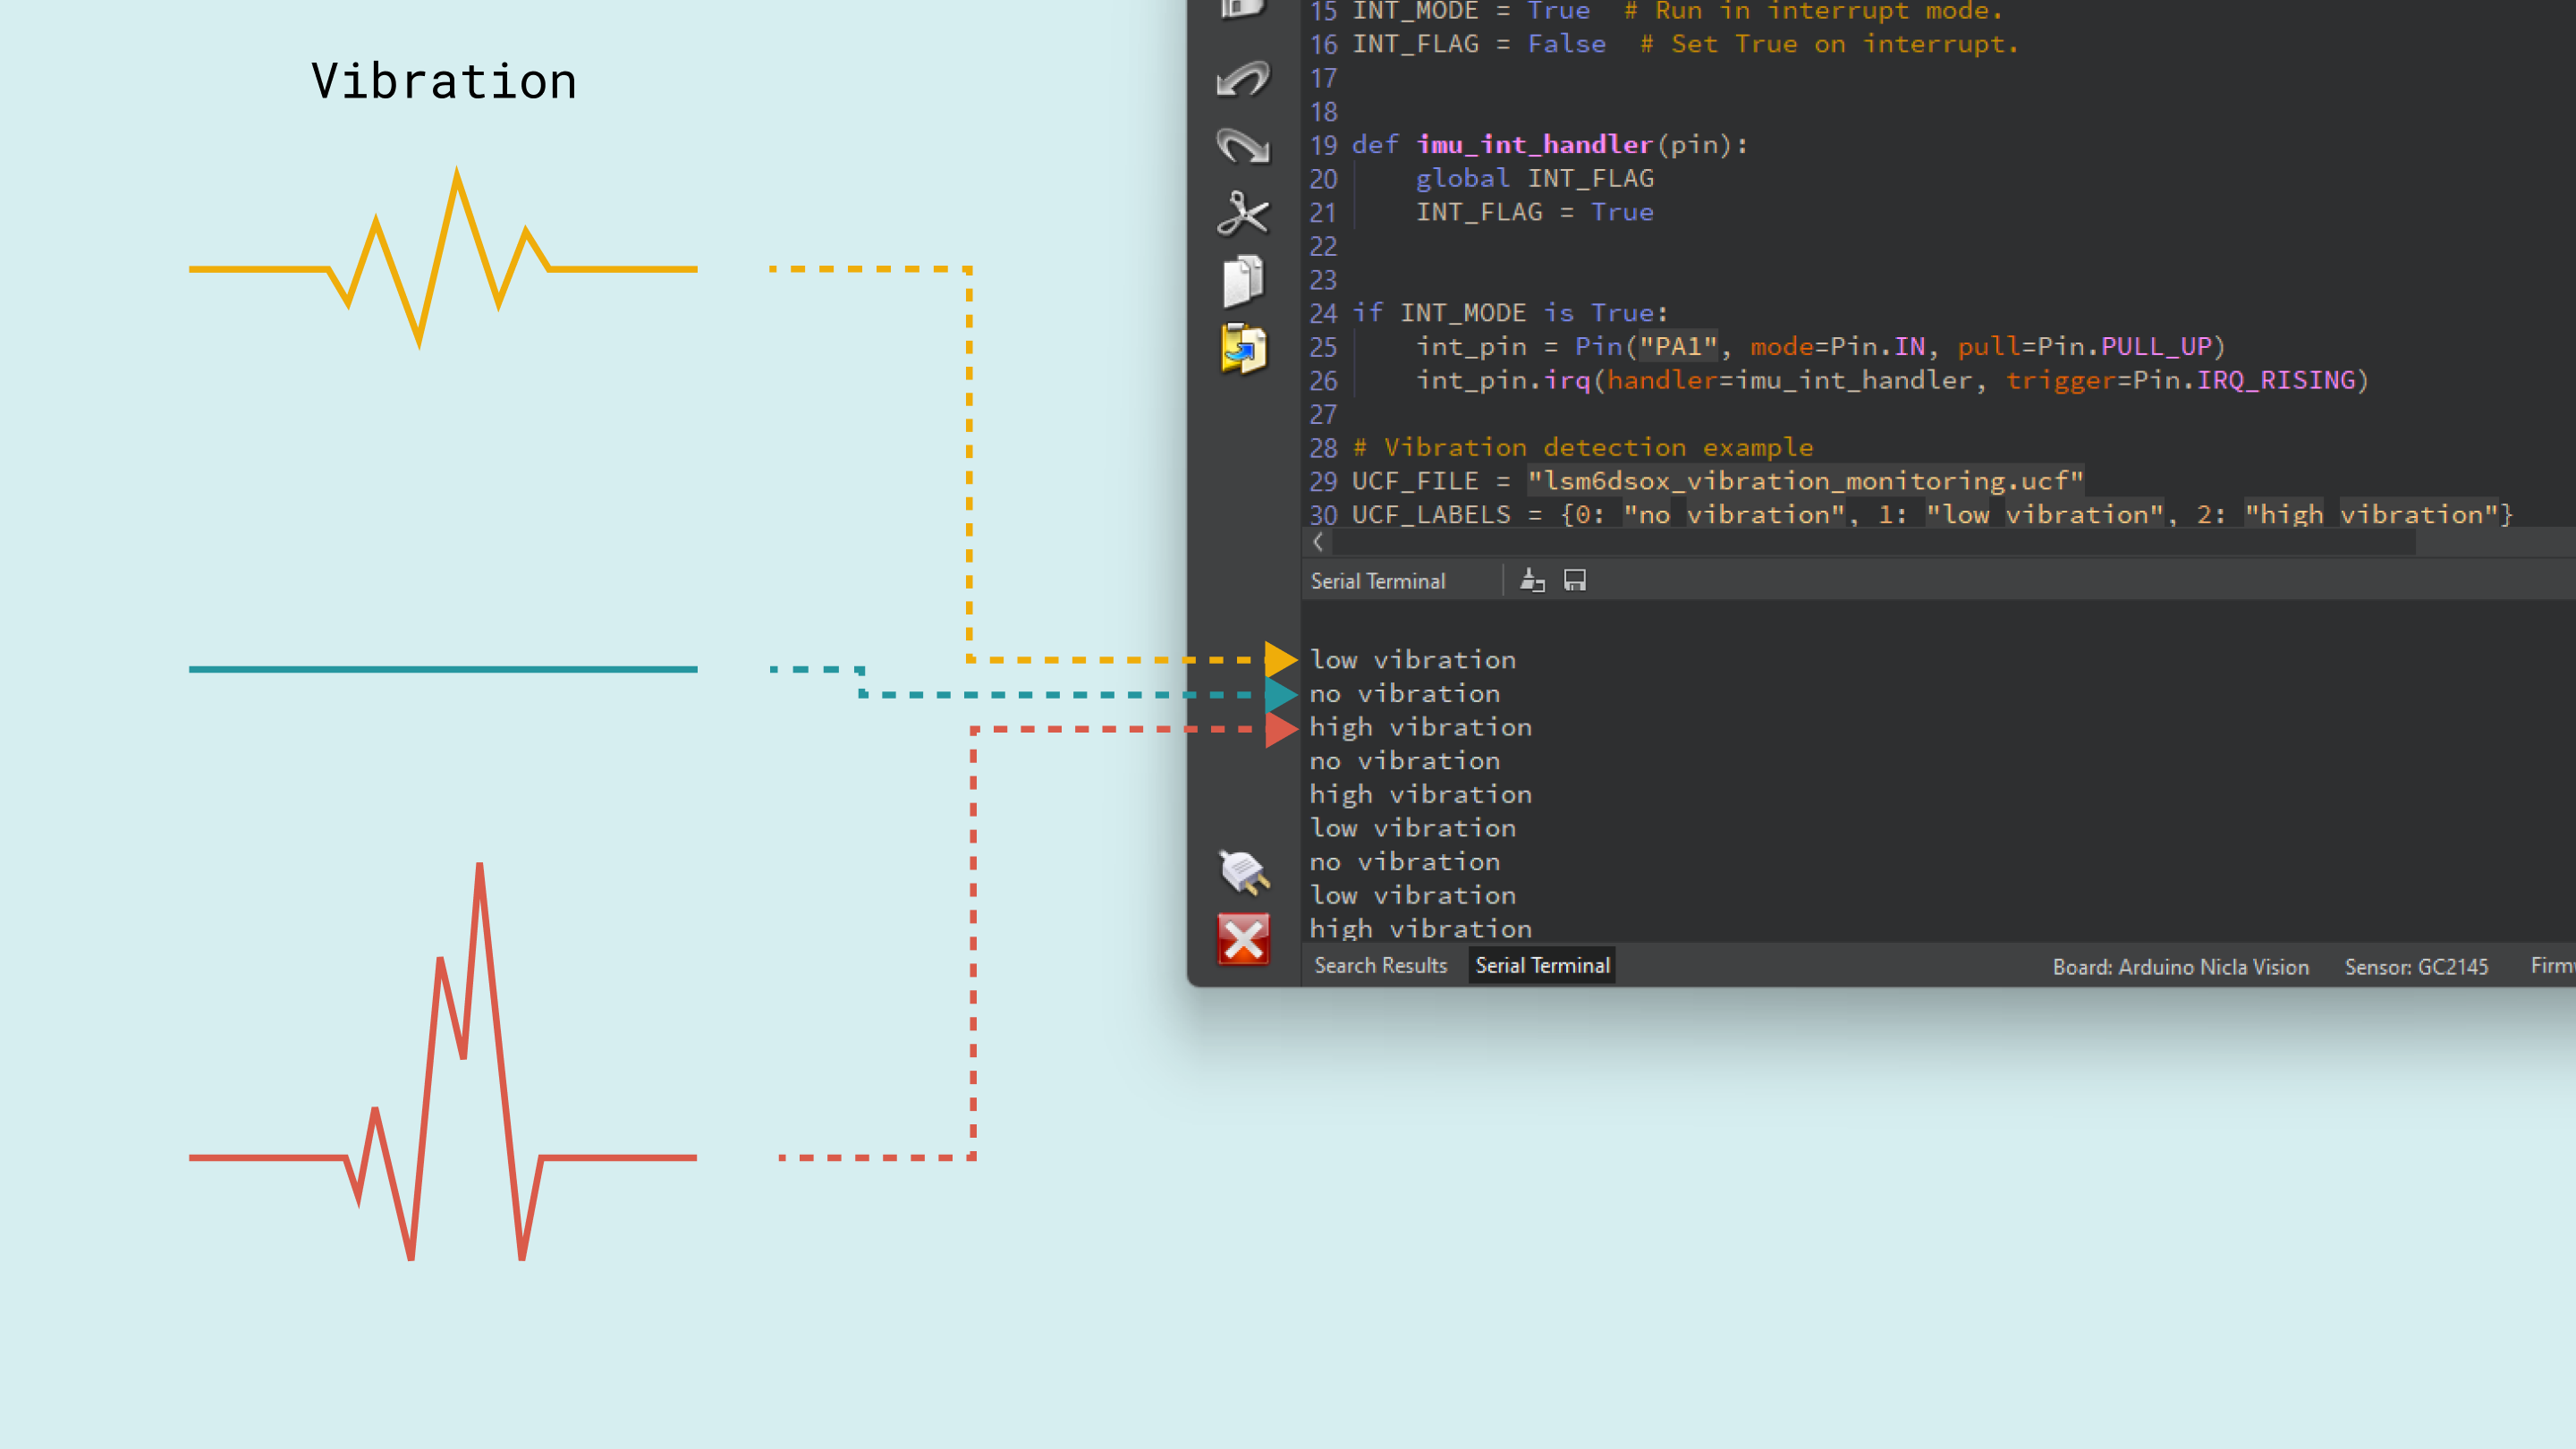 Vibration
15 INT_MODE = True  # Run in interrupt mode.
16 INT_FLAG = False  # Set True on interrupt.
17
18
19 def imu_int_handler(pin):
20     global INT_FLAG
21     INT_FLAG = True
22
23
24 if INT_MODE is True:
25     int_pin = Pin("PA1", mode=Pin.IN, pull=Pin.PULL_UP)
26     int_pin.irq(handler=imu_int_handler, trigger=Pin.IRQ_RISING)
27
28 # Vibration detection example
29 UCF_FILE = "lsm6dsox_vibration_monitoring.ucf"
30 UCF_LABELS = {0: "no vibration", 1: "low vibration", 2: "high vibration"}
Serial Terminal
low vibration
no vibration
high vibration
no vibration
high vibration
low vibration
no vibration
low vibration
high vibration
Search Results Serial Terminal Board: Arduino Nicla Vision Sensor: GC2145